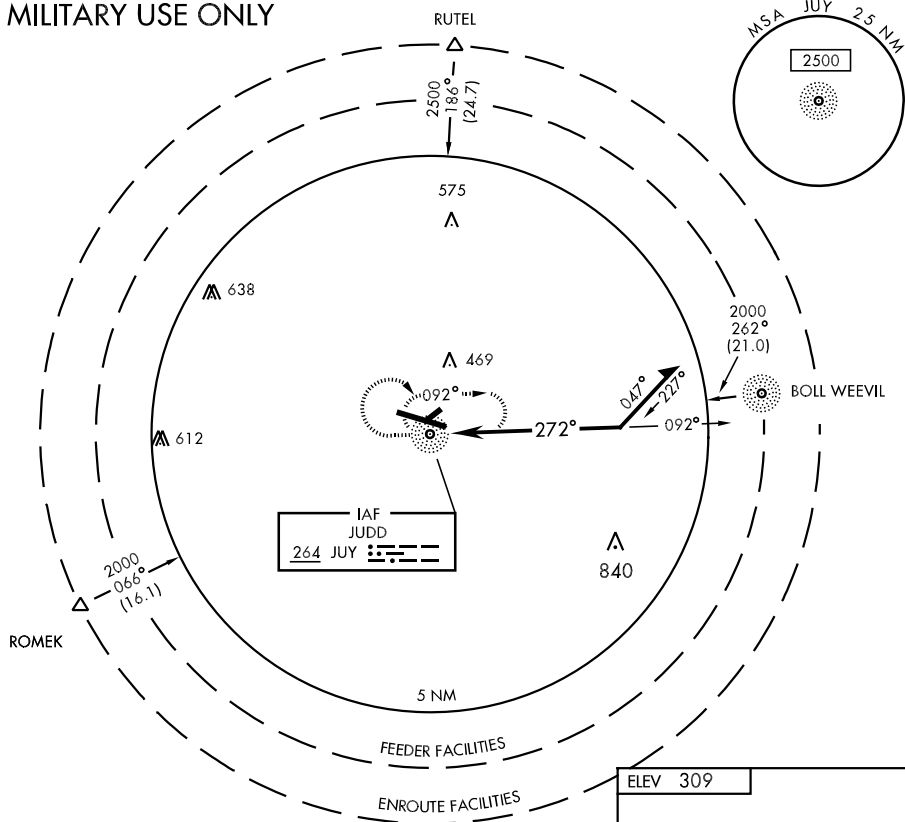 MILITARY USE ONLY
RUTEL
MSA JUY 25 NM
2500
2500
186°
(24.7)
575
638
2000
262°
(21.0)
469
092°
047°
227°
BOLL WEEVIL
272°
092°
612
IAF
JUDD
264 JUY
840
2000
066°
(16.1)
ROMEK
5 NM
FEEDER FACILITIES
ENROUTE FACILITIES
ELEV 309